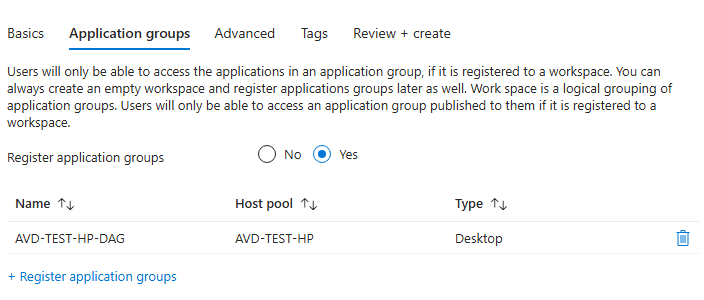 Basics Application groups Advanced Tags Review + create
Users will only be able to access the applications in an application group, if it is registered to a workspace. You can
always create an empty workspace and register applications groups later as well. Work space is a logical grouping of
application groups. Users will only be able to access an application group published to them if it is registered to a
workspace.
Register application groups No Yes
Name ↑↓ Host pool ↑↓ Type ↑↓
AVD-TEST-HP-DAG AVD-TEST-HP Desktop
+ Register application groups